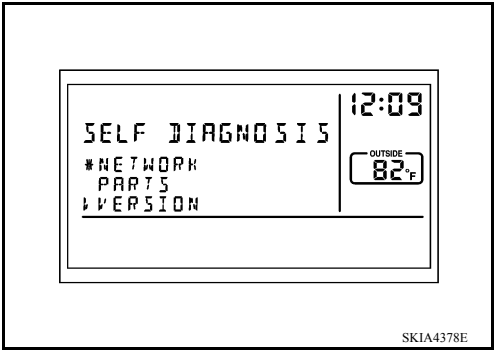 12:09
SELF DIAGNOSIS
OUTSIDE
82°F
*NETWORK
PARTS
VERSION
SKIA4378E